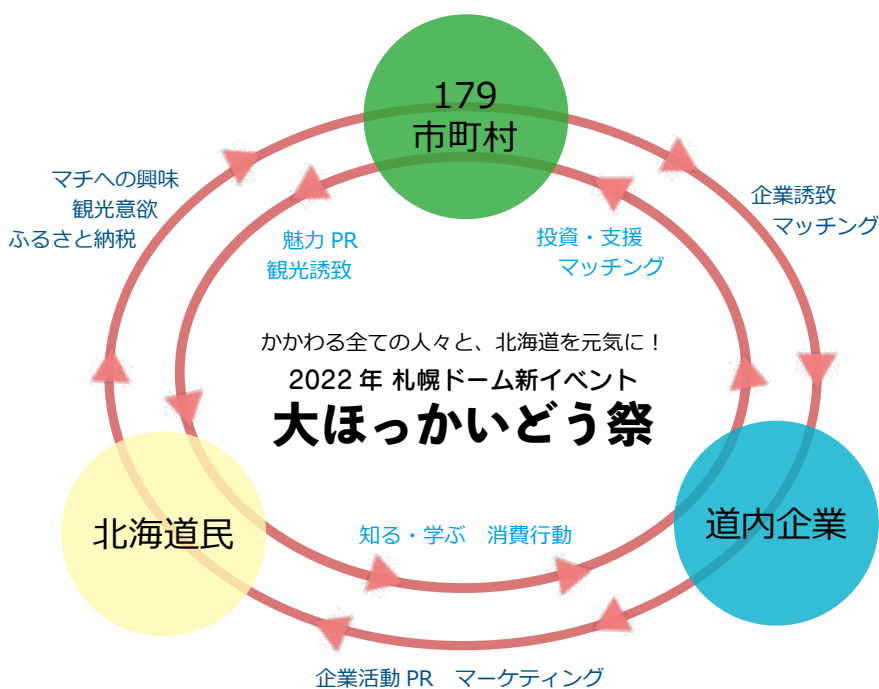 179
市町村
マチへの興味
観光意欲
ふるさと納税
企業誘致
マッチング
魅力 PR
観光誘致
投資・支援
マッチング
かかわる全ての人々と、北海道を元気に！
2022 年 札幌ドーム新イベント
大ほっかいどう祭
北海道民
道内企業
知る・学ぶ　消費行動
企業活動 PR　マーケティング